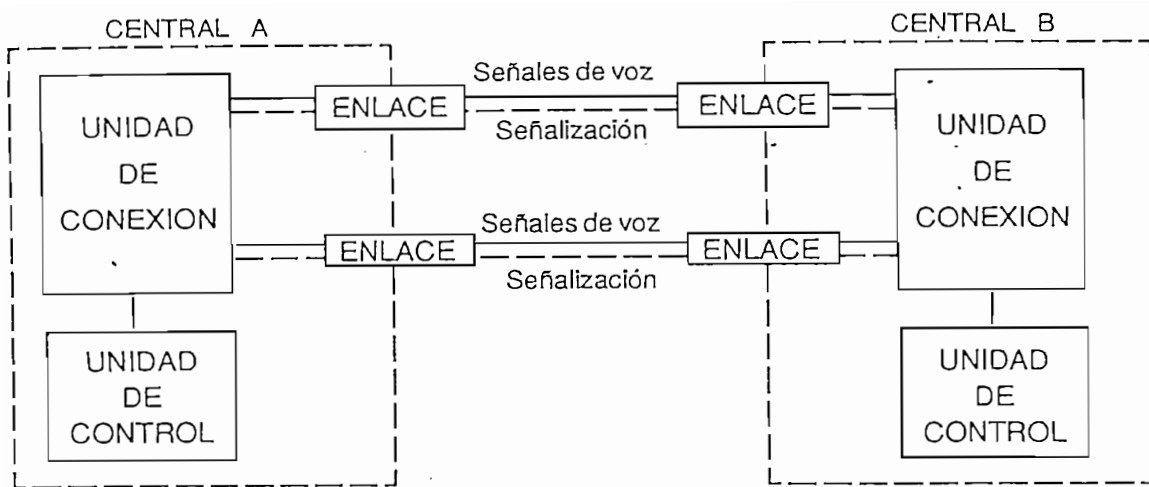 CENTRAL A
CENTRAL B
Señales de voz
ENLACE
ENLACE
Señalización
UNIDAD
DE
CONEXION
UNIDAD
DE
CONEXION
Señales de voz
ENLACE
ENLACE
Señalización
UNIDAD
DE
CONTROL
UNIDAD
DE
CONTROL